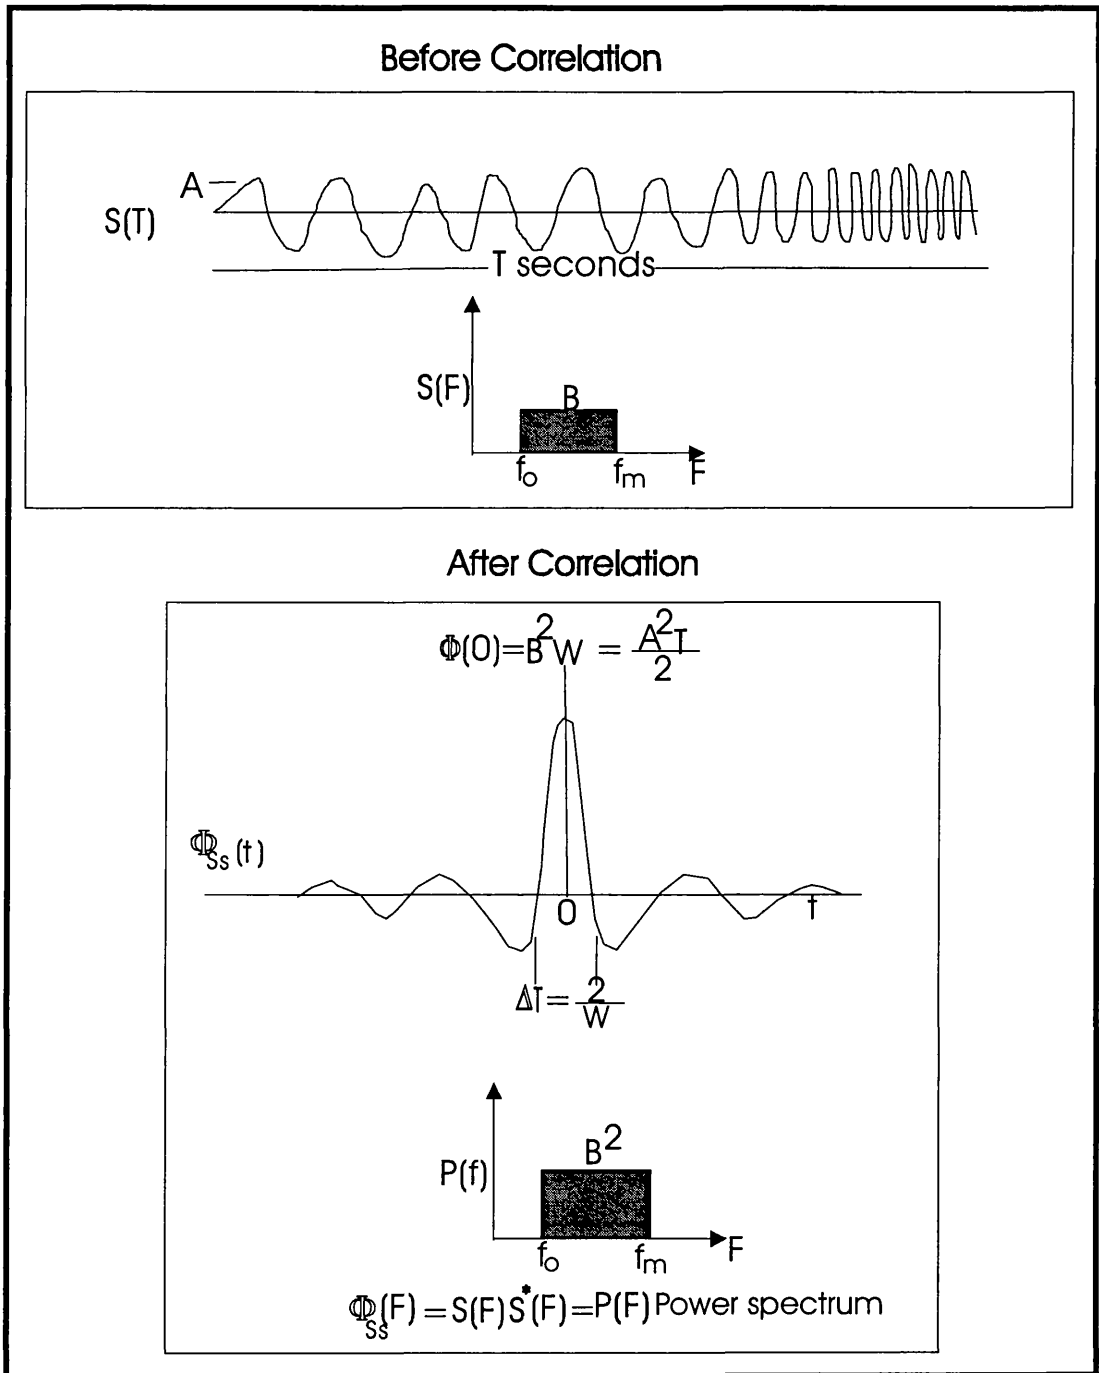 Before Correlation
A
S(T)
T seconds
S(F)
B
fo
fm
F
After Correlation
Φ(0)=B²W = A²T/2
ΦSs(t)
0
t
ΔT = 2/W
P(f)
B²
fo
fm
F
ΦSs(F) = S(F)S*(F)=P(F) Power spectrum